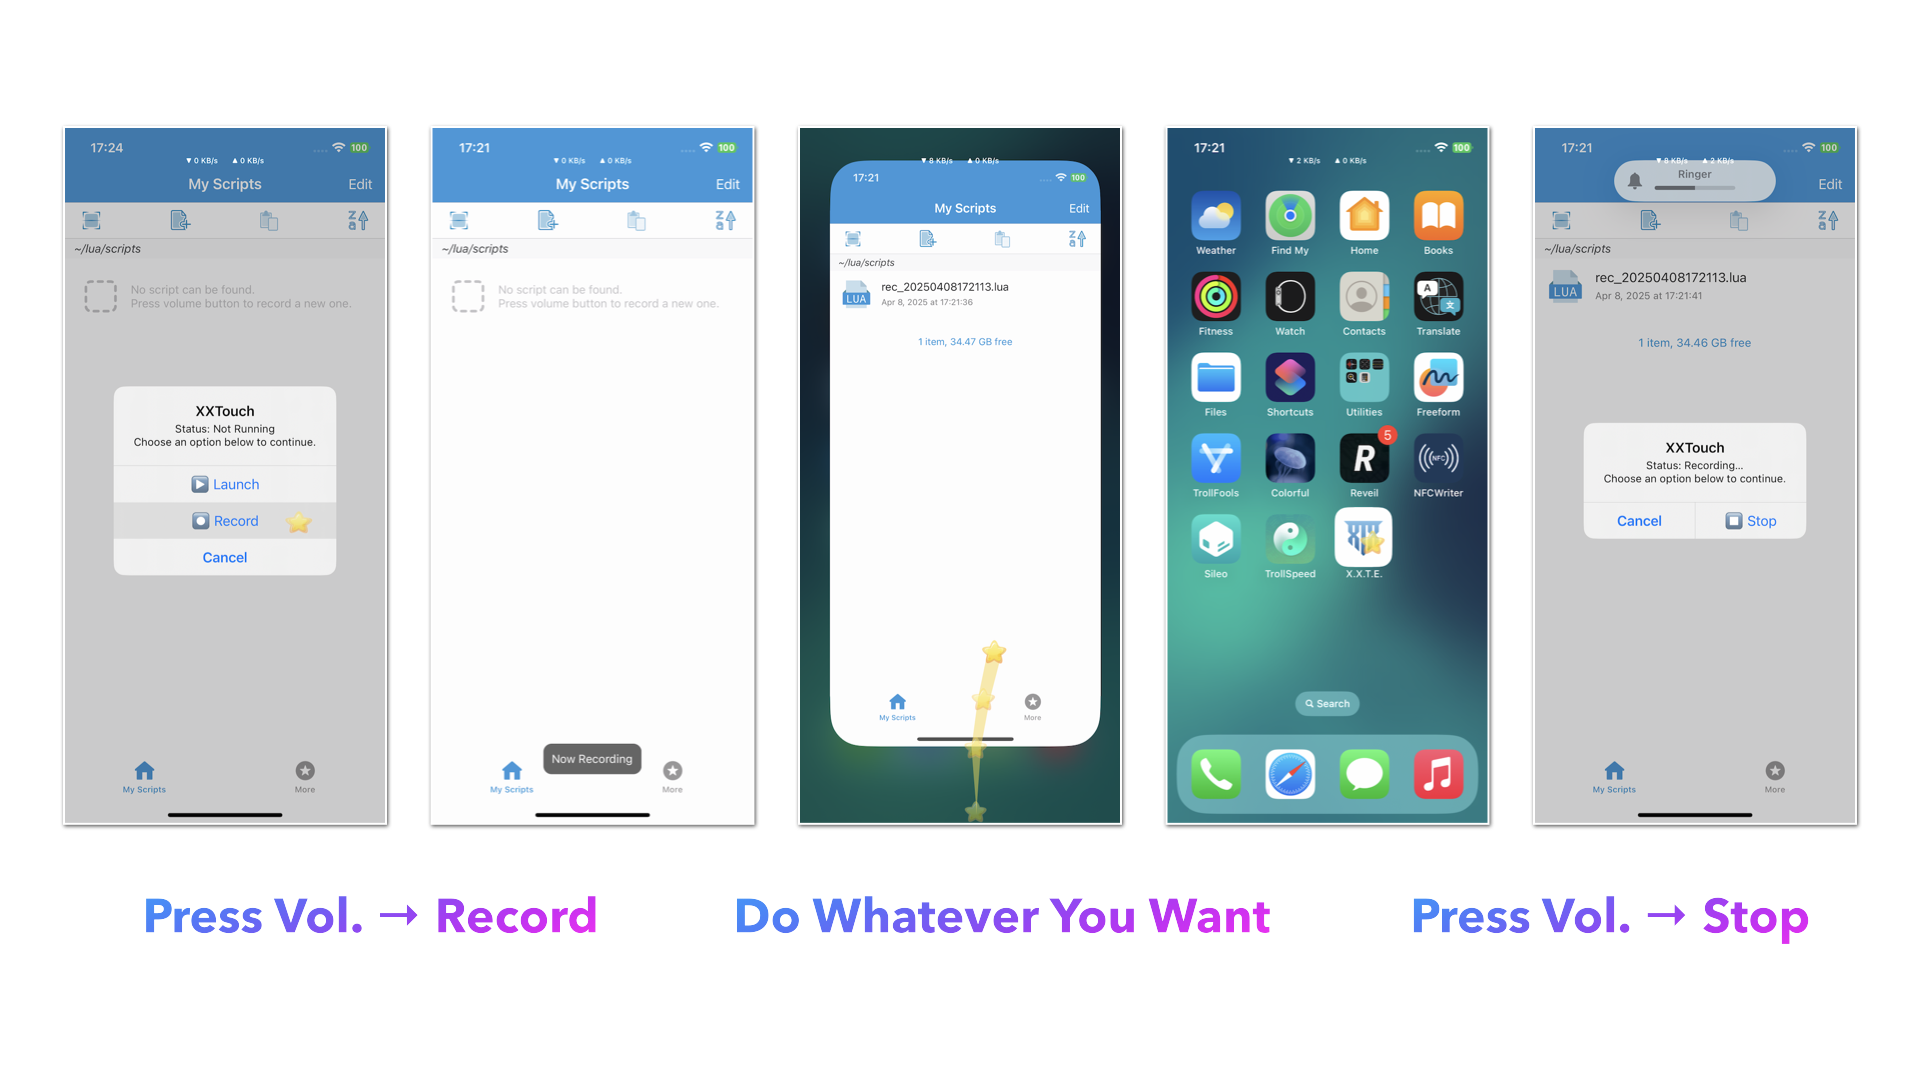 17:24
100
▼ 0 KB/s ▲ 0 KB/s
My Scripts
Edit
Z
a
~/lua/scripts
No script can be found.
Press volume button to record a new one.
XXTouch
Status: Not Running
Choose an option below to continue.
Launch
Record
Cancel
My Scripts
More
17:21
100
▼ 0 KB/s ▲ 0 KB/s
My Scripts
Edit
Z
a
~/lua/scripts
No script can be found.
Press volume button to record a new one.
Now Recording
My Scripts
More
▼ 8 KB/s ▲ 0 KB/s
17:21
100
My Scripts
Edit
Z
a
~/lua/scripts
LUA
rec_20250408172113.lua
Apr 8, 2025 at 17:21:36
1 item, 34.47 GB free
My Scripts
More
17:21
100
▼ 2 KB/s ▲ 0 KB/s
Weather
Find My
Home
Books
Fitness
Watch
Contacts
A
文
Translate
Files
Shortcuts
Utilities
Freeform
TrollFools
Colorful
R
5
Reveil
NFC
NFCWriter
Sileo
TrollSpeed
X.X.T.E.
Search
17:21
100
▼ 8 KB/s ▲ 2 KB/s
Ringer
Edit
Z
a
~/lua/scripts
LUA
rec_20250408172113.lua
Apr 8, 2025 at 17:21:41
1 item, 34.46 GB free
XXTouch
Status: Recording...
Choose an option below to continue.
Cancel
Stop
My Scripts
More
Press Vol. → Record
Do Whatever You Want
Press Vol. → Stop